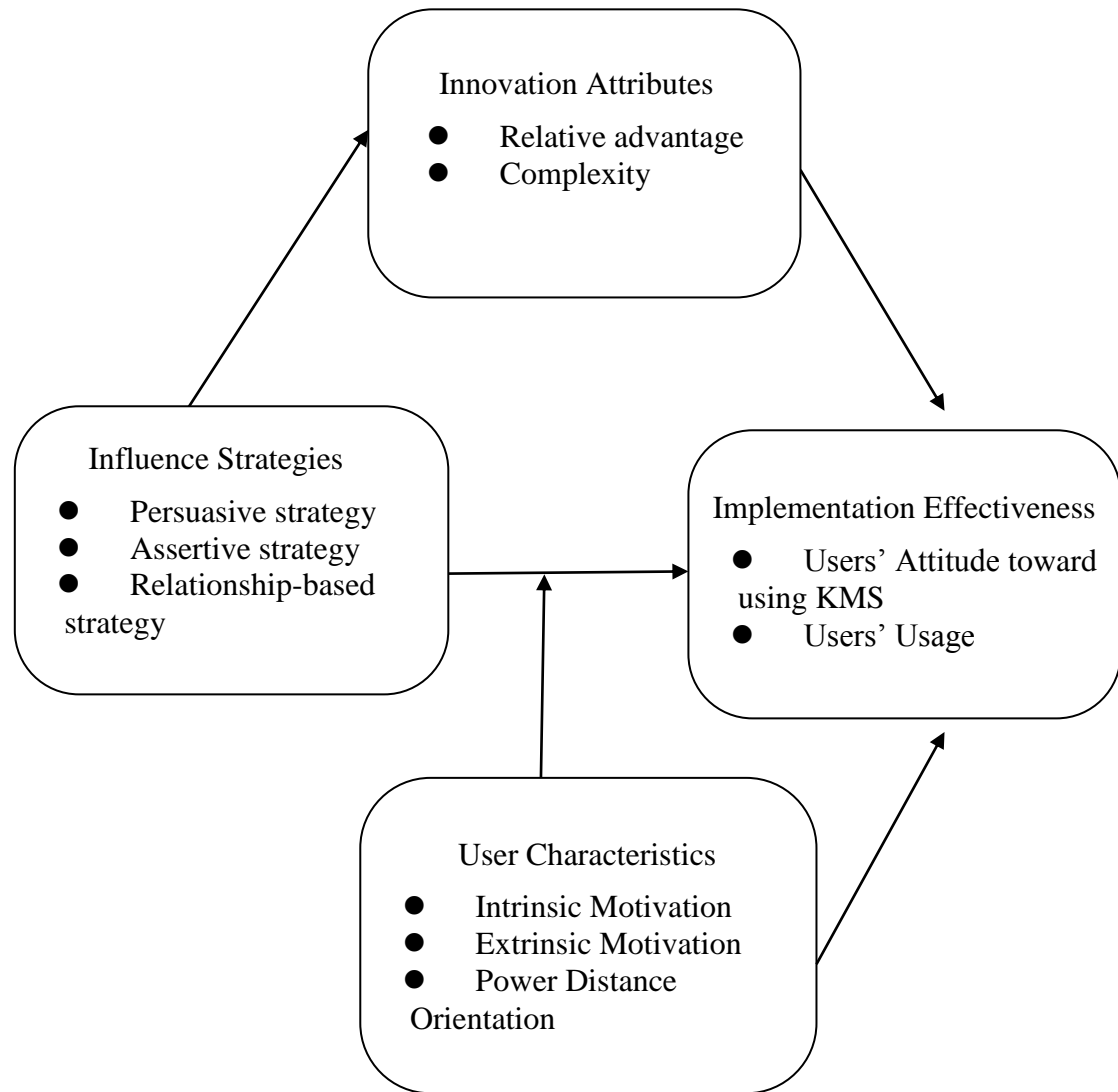 Innovation Attributes
● Relative advantage
● Complexity
Influence Strategies
● Persuasive strategy
● Assertive strategy
● Relationship-based
strategy
Implementation Effectiveness
● Users’ Attitude toward
using KMS
● Users’ Usage
User Characteristics
● Intrinsic Motivation
● Extrinsic Motivation
● Power Distance
Orientation